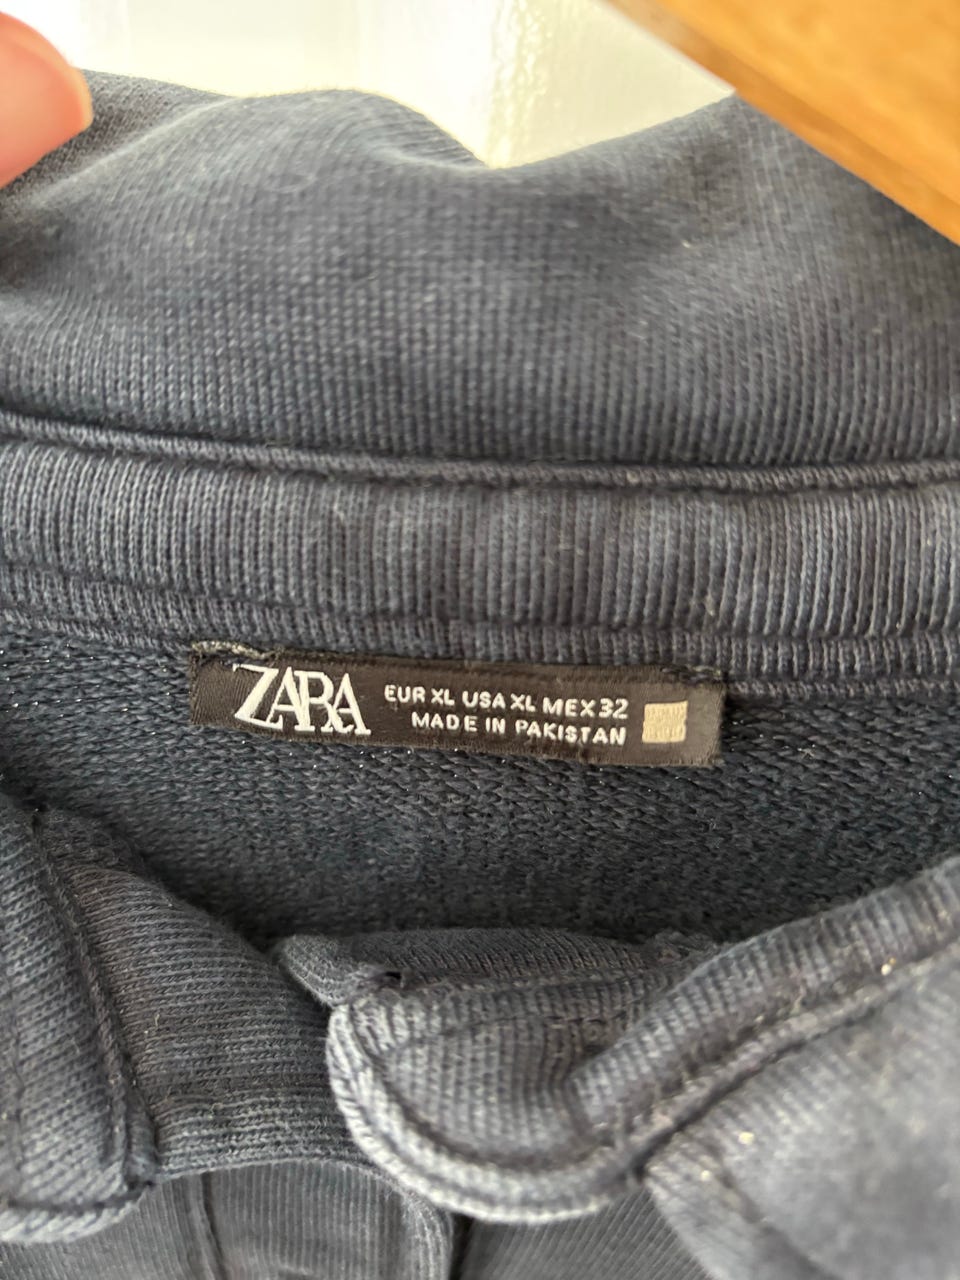 ZARA
EUR XL USA XL MEX 32
MADE IN PAKISTAN